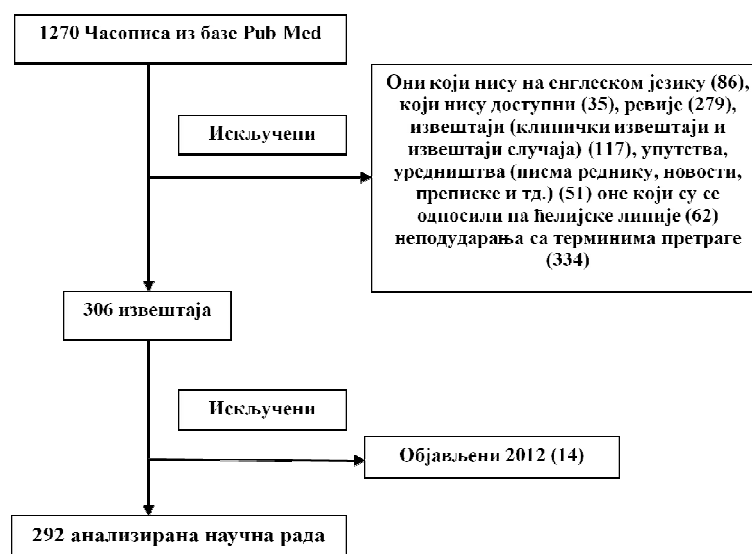 1270 Часописа из базе Pub Med
Они који нису на енглеском језику (86),
који нису доступни (35), ревије (279),
извештаји (клинички извештаји и
извештаји случаја) (117), упутства,
уредништва (писма реднику, новости,
преписке и тд.) (51) оне који су се
односили на ћелијске линије (62)
неподударања са терминима претраге
(334)
Искључени
306 извештаја
Искључени
Објављени 2012 (14)
292 анализирана научна рада